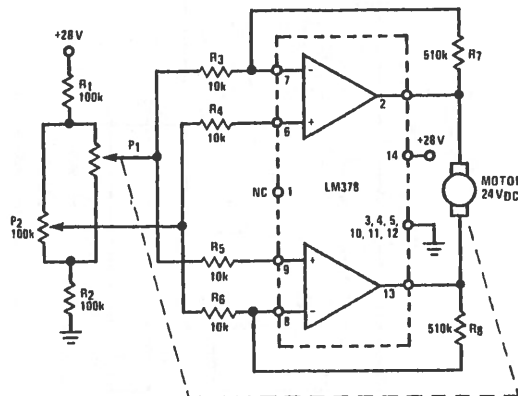 +28V
R1
100k
P1
P2
100k
R2
100k
R3
10k
R4
10k
R5
10k
R6
10k
7
-
6
+
NC
1
LM378
9
+
8
-
2
+28V
14
3, 4, 5,
10, 11, 12
13
510k
R7
MOTOR
24VDC
510k
R8